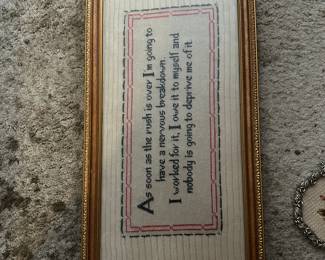 As soon as the rush is over I'm going to
have a nervous breakdown.
I worked for it, I owe it to myself and
nobody is going to deprive me of it.